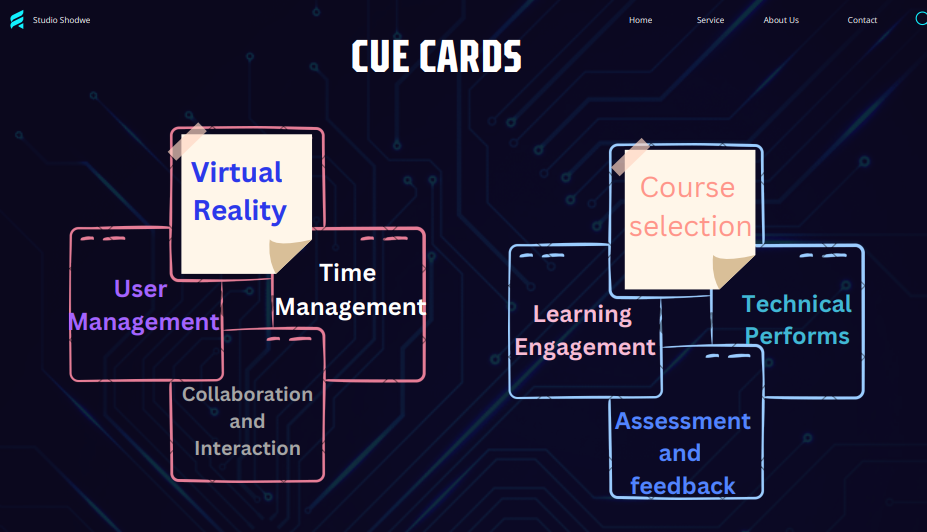 Studio Shodwe
Home
Service
About Us
Contact
CUE CARDS
Virtual
Reality
User
Management
Time
Management
Collaboration
and
Interaction
Course
selection
Learning
Engagement
Technical
Performs
Assessment
and
feedback